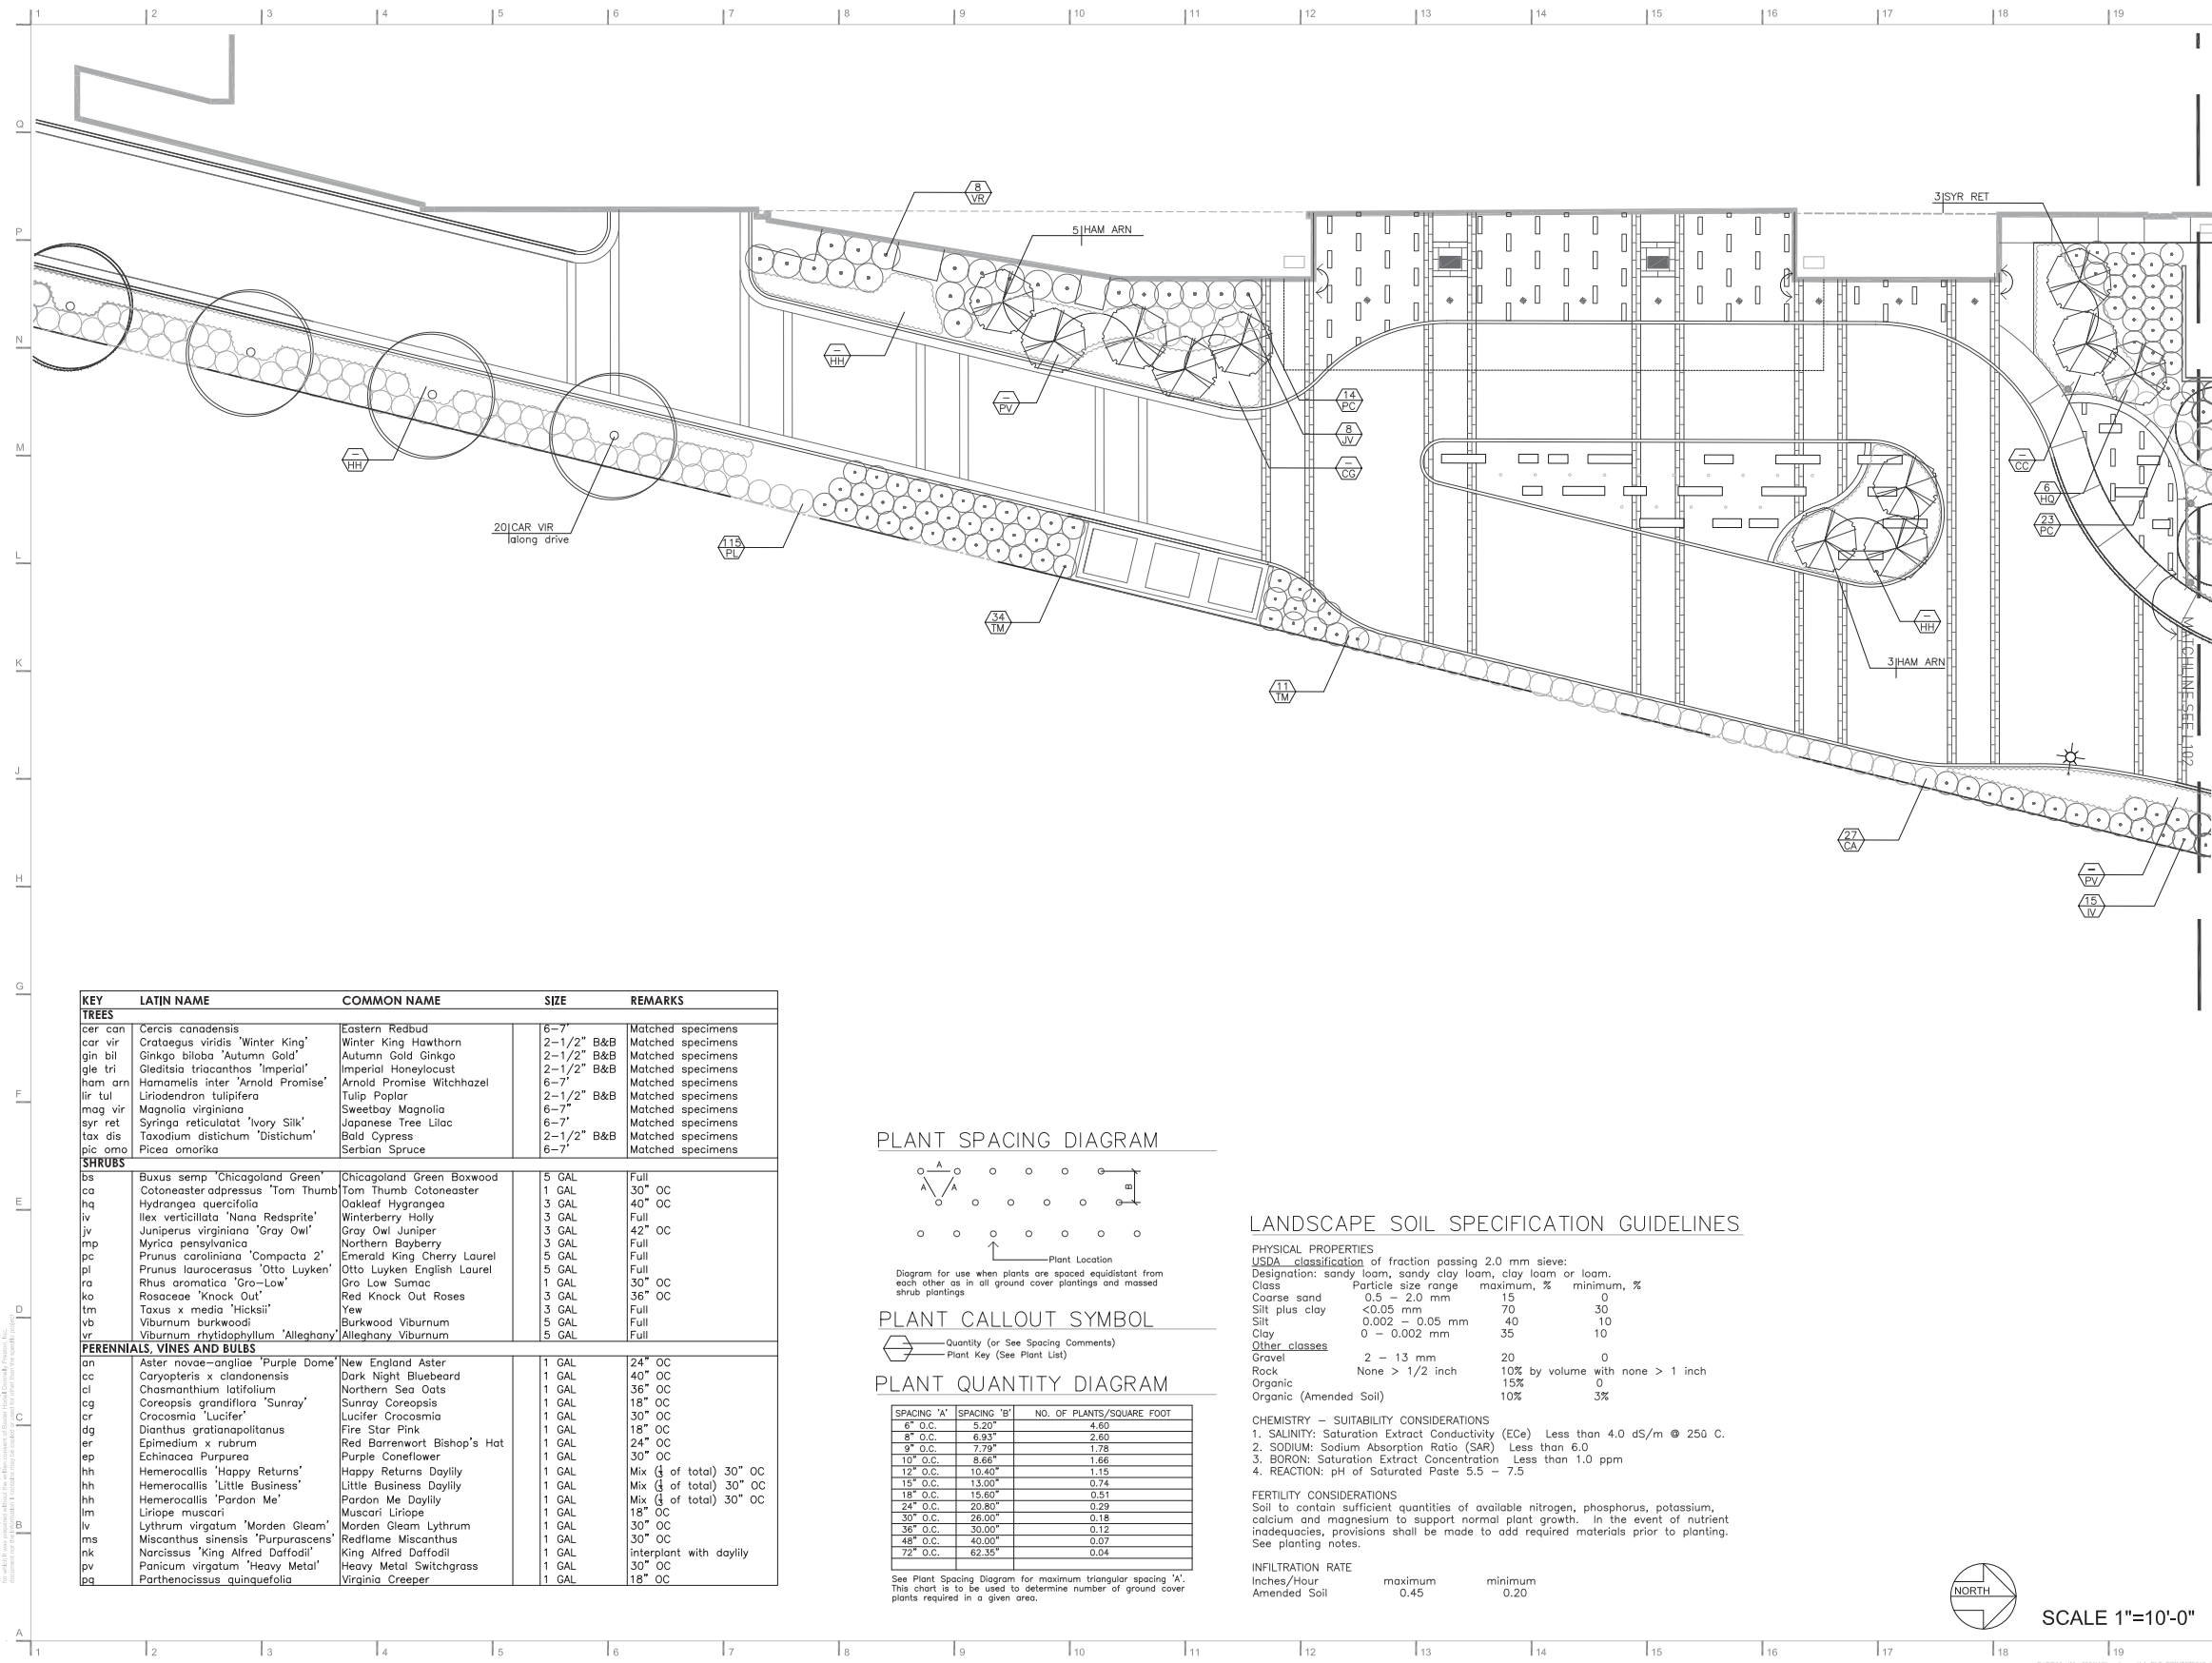 1 2 3 4 5 6 7 8 9 10 11 12 13 14 15 16 17 18 19
Q
P
N
M
L
K
J
H
G
F
E
D
C
B
A
8
VR
5 HAM ARN
3 SYR RET
–
HH
–
PV
14
PC
8
JV
–
CG
–
CC
6
HQ
23
PC
–
HH
20 CAR VIR
along drive
115
PL
34
TM
11
TM
–
HH
3 HAM ARN
MATCHLINE SEE L102
27
CA
–
PV
15
IV
KEY LATIN NAME COMMON NAME SIZE REMARKS
TREES
cer can Cercis canadensis Eastern Redbud 6–7' Matched specimens
car vir Crataegus viridis 'Winter King' Winter King Hawthorn 2–1/2" B&B Matched specimens
gin bil Ginkgo biloba 'Autumn Gold' Autumn Gold Ginkgo 2–1/2" B&B Matched specimens
gle tri Gleditsia triacanthos 'Imperial' Imperial Honeylocust 2–1/2" B&B Matched specimens
ham arn Hamamelis inter 'Arnold Promise' Arnold Promise Witchhazel 6–7' Matched specimens
lir tul Liriodendron tulipifera Tulip Poplar 2–1/2" B&B Matched specimens
mag vir Magnolia virginiana Sweetbay Magnolia 6–7" Matched specimens
syr ret Syringa reticulatat 'Ivory Silk' Japanese Tree Lilac 6–7' Matched specimens
tax dis Taxodium distichum 'Distichum' Bald Cypress 2–1/2" B&B Matched specimens
pic omo Picea omorika Serbian Spruce 6–7' Matched specimens
SHRUBS
bs Buxus semp 'Chicagoland Green' Chicagoland Green Boxwood 5 GAL Full
ca Cotoneaster adpressus 'Tom Thumb' Tom Thumb Cotoneaster 1 GAL 30" OC
hq Hydrangea quercifolia Oakleaf Hygrangea 3 GAL 40" OC
iv Ilex verticillata 'Nana Redsprite' Winterberry Holly 3 GAL Full
jv Juniperus virginiana 'Gray Owl' Gray Owl Juniper 3 GAL 42" OC
mp Myrica pensylvanica Northern Bayberry 3 GAL Full
pc Prunus caroliniana 'Compacta 2' Emerald King Cherry Laurel 5 GAL Full
pl Prunus laurocerasus 'Otto Luyken' Otto Luyken English Laurel 5 GAL Full
ra Rhus aromatica 'Gro–Low' Gro Low Sumac 1 GAL 30" OC
ko Rosaceae 'Knock Out' Red Knock Out Roses 3 GAL 36" OC
tm Taxus x media 'Hicksii' Yew 3 GAL Full
vb Viburnum burkwoodi Burkwood Viburnum 5 GAL Full
vr Viburnum rhytidophyllum 'Alleghany' Alleghany Viburnum 5 GAL Full
PERENNIALS, VINES AND BULBS
an Aster novae–angliae 'Purple Dome' New England Aster 1 GAL 24" OC
cc Caryopteris x clandonensis Dark Night Bluebeard 1 GAL 40" OC
cl Chasmanthium latifolium Northern Sea Oats 1 GAL 36" OC
cg Coreopsis grandiflora 'Sunray' Sunray Coreopsis 1 GAL 18" OC
cr Crocosmia 'Lucifer' Lucifer Crocosmia 1 GAL 30" OC
dg Dianthus gratianapolitanus Fire Star Pink 1 GAL 18" OC
er Epimedium x rubrum Red Barrenwort Bishop's Hat 1 GAL 24" OC
ep Echinacea Purpurea Purple Coneflower 1 GAL 30" OC
hh Hemerocallis 'Happy Returns' Happy Returns Daylily 1 GAL Mix ( of total) 30" OC
hh Hemerocallis 'Little Business' Little Business Daylily 1 GAL Mix ( of total) 30" OC
hh Hemerocallis 'Pardon Me' Pardon Me Daylily 1 GAL Mix ( of total) 30" OC
lm Liriope muscari Muscari Liriope 1 GAL 18" OC
lv Lythrum virgatum 'Morden Gleam' Morden Gleam Lythrum 1 GAL 30" OC
ms Miscanthus sinensis 'Purpurascens' Redflame Miscanthus 1 GAL 30" OC
nk Narcissus 'King Alfred Daffodil' King Alfred Daffodil 1 GAL interplant with daylily
pv Panicum virgatum 'Heavy Metal' Heavy Metal Switchgrass 1 GAL 30" OC
pq Parthenocissus quinquefolia Virginia Creeper 1 GAL 18" OC
PLANT SPACING DIAGRAM
A
A A
B
Plant Location
Diagram for use when plants are spaced equidistant from
each other as in all ground cover plantings and massed
shrub plantings
PLANT CALLOUT SYMBOL
Quantity (or See Spacing Comments)
Plant Key (See Plant List)
PLANT QUANTITY DIAGRAM
SPACING 'A' SPACING 'B' NO. OF PLANTS/SQUARE FOOT
6" O.C. 5.20" 4.60
8" O.C. 6.93" 2.60
9" O.C. 7.79" 1.78
10" O.C. 8.66" 1.66
12" O.C. 10.40" 1.15
15" O.C. 13.00" 0.74
18" O.C. 15.60" 0.51
24" O.C. 20.80" 0.29
30" O.C. 26.00" 0.18
36" O.C. 30.00" 0.12
48" O.C. 40.00" 0.07
72" O.C. 62.35" 0.04
See Plant Spacing Diagram for maximum triangular spacing 'A'.
This chart is to be used to determine number of ground cover
plants required in a given area.
LANDSCAPE SOIL SPECIFICATION GUIDELINES
PHYSICAL PROPERTIES
USDA classification of fraction passing 2.0 mm sieve:
Designation: sandy loam, sandy clay loam, clay loam or loam.
Class Particle size range maximum, % minimum, %
Coarse sand 0.5 – 2.0 mm 15 0
Silt plus clay <0.05 mm 70 30
Silt 0.002 – 0.05 mm 40 10
Clay 0 – 0.002 mm 35 10
Other classes
Gravel 2 – 13 mm 20 0
Rock None > 1/2 inch 10% by volume with none > 1 inch
Organic 15% 0
Organic (Amended Soil) 10% 3%
CHEMISTRY – SUITABILITY CONSIDERATIONS
1. SALINITY: Saturation Extract Conductivity (ECe) Less than 4.0 dS/m @ 250 C.
2. SODIUM: Sodium Absorption Ratio (SAR) Less than 6.0
3. BORON: Saturation Extract Concentration Less than 1.0 ppm
4. REACTION: pH of Saturated Paste 5.5 – 7.5
FERTILITY CONSIDERATIONS
Soil to contain sufficient quantities of available nitrogen, phosphorus, potassium,
calcium and magnesium to support normal plant growth. In the event of nutrient
inadequacies, provisions shall be made to add required materials prior to planting.
See planting notes.
INFILTRATION RATE
Inches/Hour maximum minimum
Amended Soil 0.45 0.20
NORTH
SCALE 1"=10'-0"
1 2 3 4 5 6 7 8 9 10 11 12 13 14 15 16 17 18 19